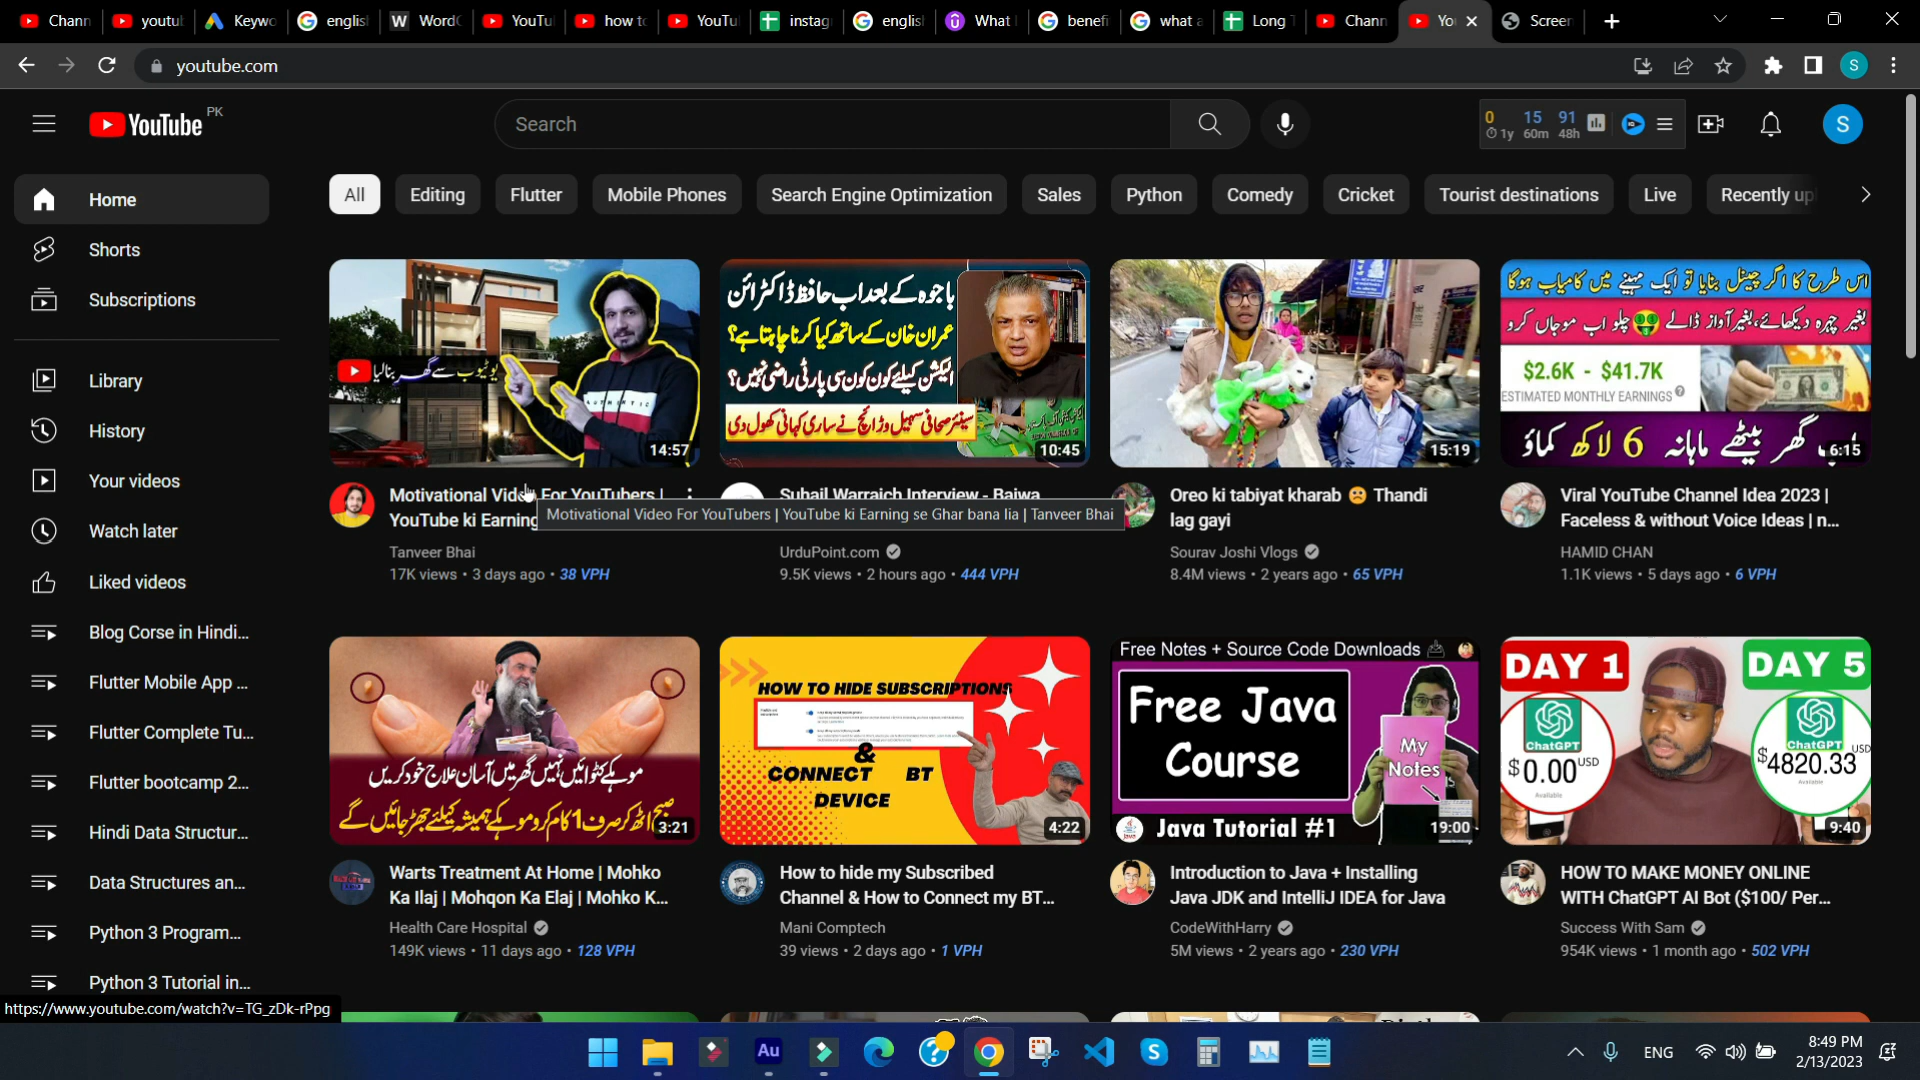 Chann
youtu
Keywo
englis
W WordC
YouTu
how to
YouTu
instag
englis
What
benefi
what a
Long T
Chann
Yo
Screen
youtube.com
S
YouTube PK
Search
0 15 91
1y 60m 48h
S
Home
Shorts
Subscriptions
Library
History
Your videos
Watch later
Liked videos
Blog Corse in Hindi...
Flutter Mobile App ...
Flutter Complete Tu...
Flutter bootcamp 2...
Hindi Data Structur...
Data Structures an...
Python 3 Program...
Python 3 Tutorial in...
All
Editing
Flutter
Mobile Phones
Search Engine Optimization
Sales
Python
Comedy
Cricket
Tourist destinations
Live
Recently up
یوٹیوب سے گھر بنالیا
AUTHENTIC
14:57
باجوہ کے بعد اب حافظ ڈاکٹرائن
عمران خان کے ساتھ کیا کرنا چاہتا ہے؟
الیکشن کیلئے کون کون سی پارٹی راضی نہیں؟
سینئر صحافی سہیل وڑائچ نے ساری کہانی کھول دی
10:45
15:19
اس طرح کا اگر چینل بنایا تو ایک مہینے میں کامیاب ہوگا
بغیر چہرہ دیکھائے،بغیر آواز ڈالے چلو اب موجاں کرو
$2.6K - $41.7K
ESTIMATED MONTHLY EARNINGS
گھر بیٹھے ماہانہ 6 لاکھ کماؤ
6:15
Motivational Video For YouTubers |
YouTube ki Earning
Motivational Video For YouTubers | YouTube ki Earning se Ghar bana lia | Tanveer Bhai
Tanveer Bhai
17K views • 3 days ago • 38 VPH
Suhail Warraich Interview - Bajwa
UrduPoint.com
9.5K views • 2 hours ago • 444 VPH
Oreo ki tabiyat kharab ☹ Thandi
lag gayi
Sourav Joshi Vlogs
8.4M views • 2 years ago • 65 VPH
Viral YouTube Channel Idea 2023 |
Faceless & without Voice Ideas | n...
HAMID CHAN
1.1K views • 5 days ago • 6 VPH
موہکے کٹوائیں نہیں گھر میں آسان علاج خود کریں
صبح اٹھ کر صرف 1 کام کرو موہکے ہمیشہ کیلئے جھڑ جائیں گے
3:21
HOW TO HIDE SUBSCRIPTIONS
&
CONNECT BT
DEVICE
4:22
Free Notes + Source Code Downloads
Free Java
Course
My
Notes
Java Tutorial #1
19:00
DAY 1
DAY 5
ChatGPT
$0.00 USD
Available
ChatGPT
$4820.33 USD
Available
9:40
Warts Treatment At Home | Mohko
Ka Ilaj | Mohqon Ka Elaj | Mohko K...
Health Care Hospital
149K views • 11 days ago • 128 VPH
How to hide my Subscribed
Channel & How to Connect my BT...
Mani Comptech
39 views • 2 days ago • 1 VPH
Introduction to Java + Installing
Java JDK and IntelliJ IDEA for Java
CodeWithHarry
5M views • 2 years ago • 230 VPH
HOW TO MAKE MONEY ONLINE
WITH ChatGPT AI Bot ($100/ Per...
Success With Sam
954K views • 1 month ago • 502 VPH
https://www.youtube.com/watch?v=TG_zDk-rPpg
Au
ENG
8:49 PM
2/13/2023